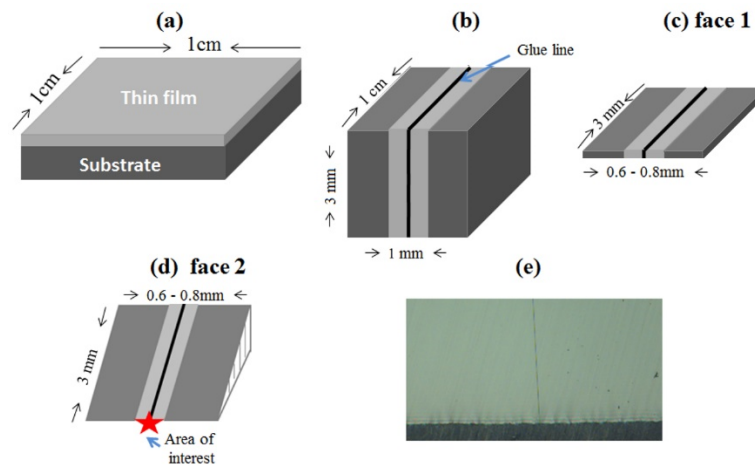 (a)
1cm
1cm
Thin film
Substrate
(b)
Glue line
1 cm
3 mm
1 mm
(c) face 1
3 mm
0.6 - 0.8mm
(d) face 2
0.6 - 0.8mm
3 mm
Area of
interest
(e)